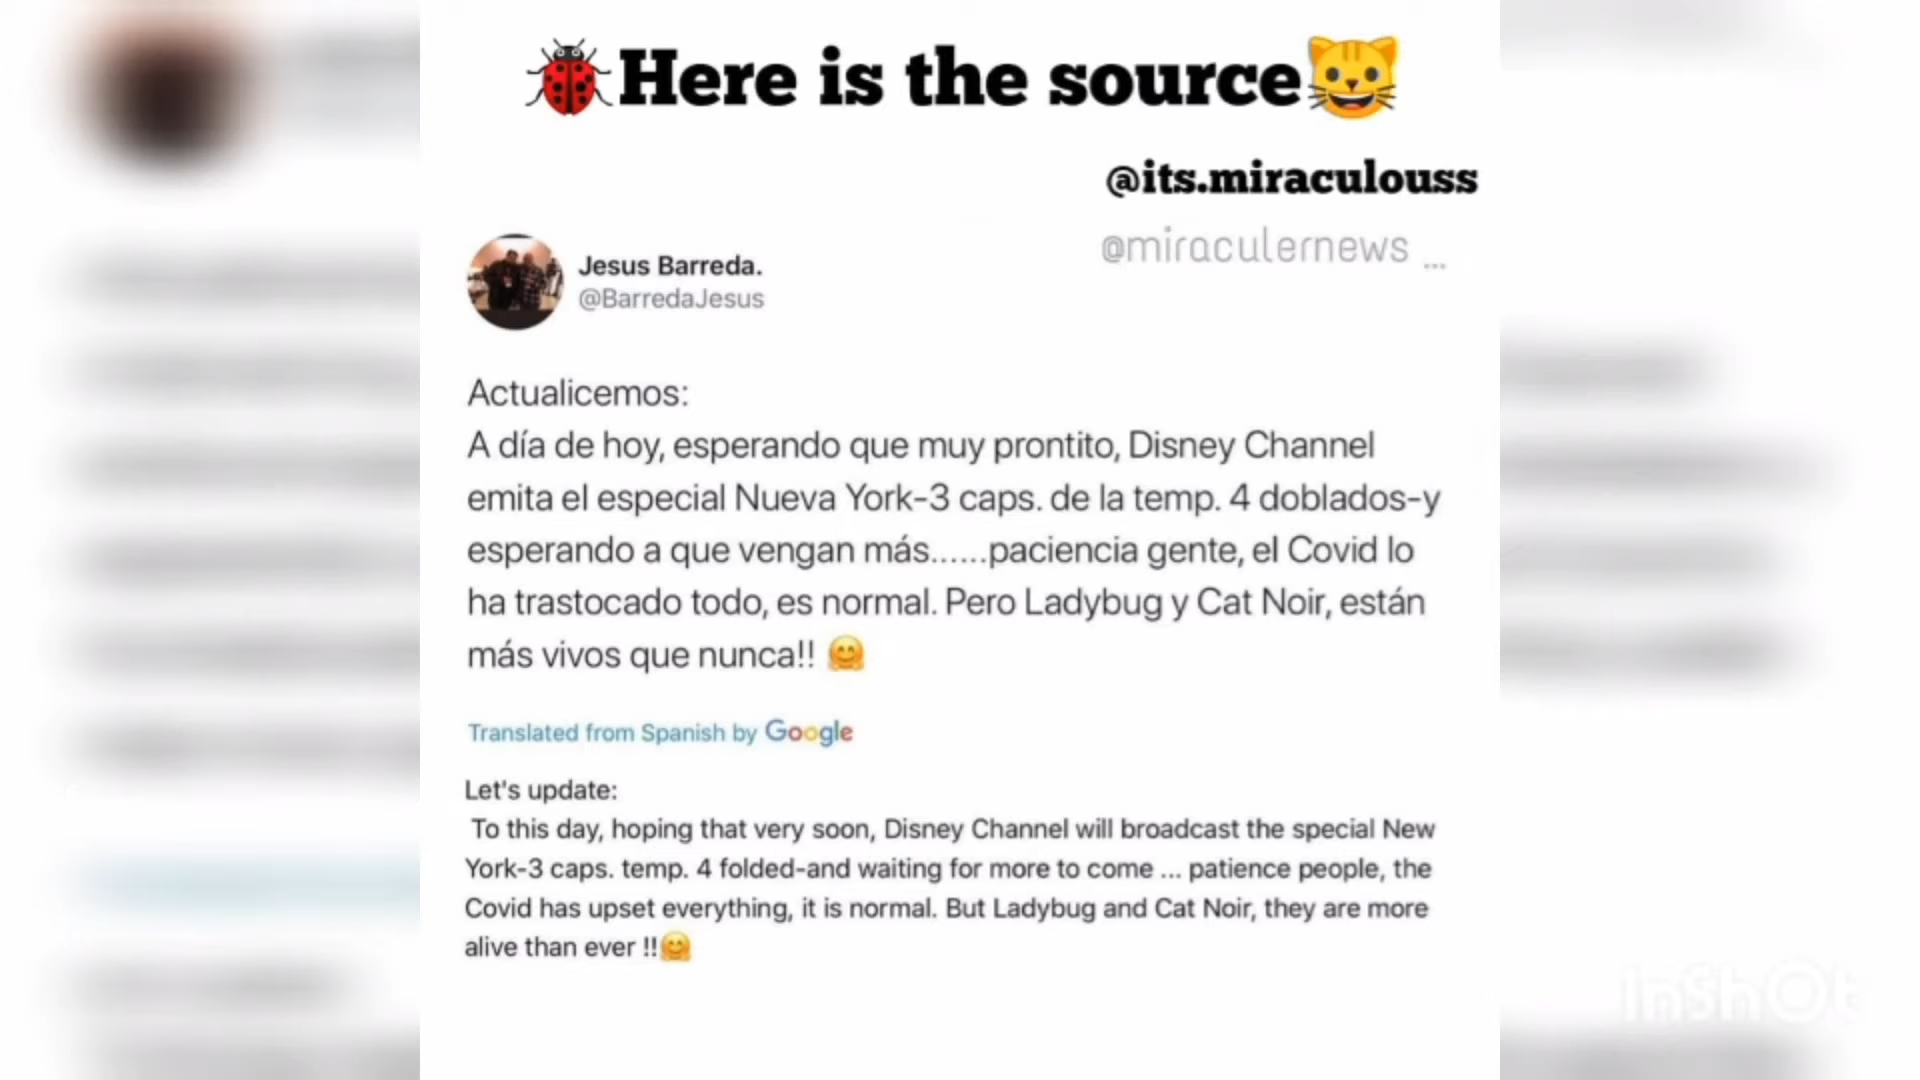 🐞Here is the source😺
@its.miraculouss
@miraculernews ...
Jesus Barreda.
@BarredaJesus
Actualicemos:
A día de hoy, esperando que muy prontito, Disney Channel
emita el especial Nueva York-3 caps. de la temp. 4 doblados-y
esperando a que vengan más......paciencia gente, el Covid lo
ha trastocado todo, es normal. Pero Ladybug y Cat Noir, están
más vivos que nunca!! 🤗
Translated from Spanish by Google
Let's update:
To this day, hoping that very soon, Disney Channel will broadcast the special New
York-3 caps. temp. 4 folded-and waiting for more to come ... patience people, the
Covid has upset everything, it is normal. But Ladybug and Cat Noir, they are more
alive than ever !!🤗
InShOt